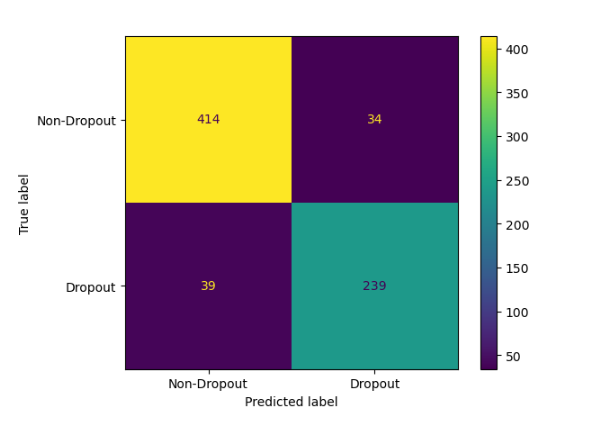 Non-Dropout
414
34
Dropout
39
239
Non-Dropout
Dropout
Predicted label
True label
400
350
300
250
200
150
100
50